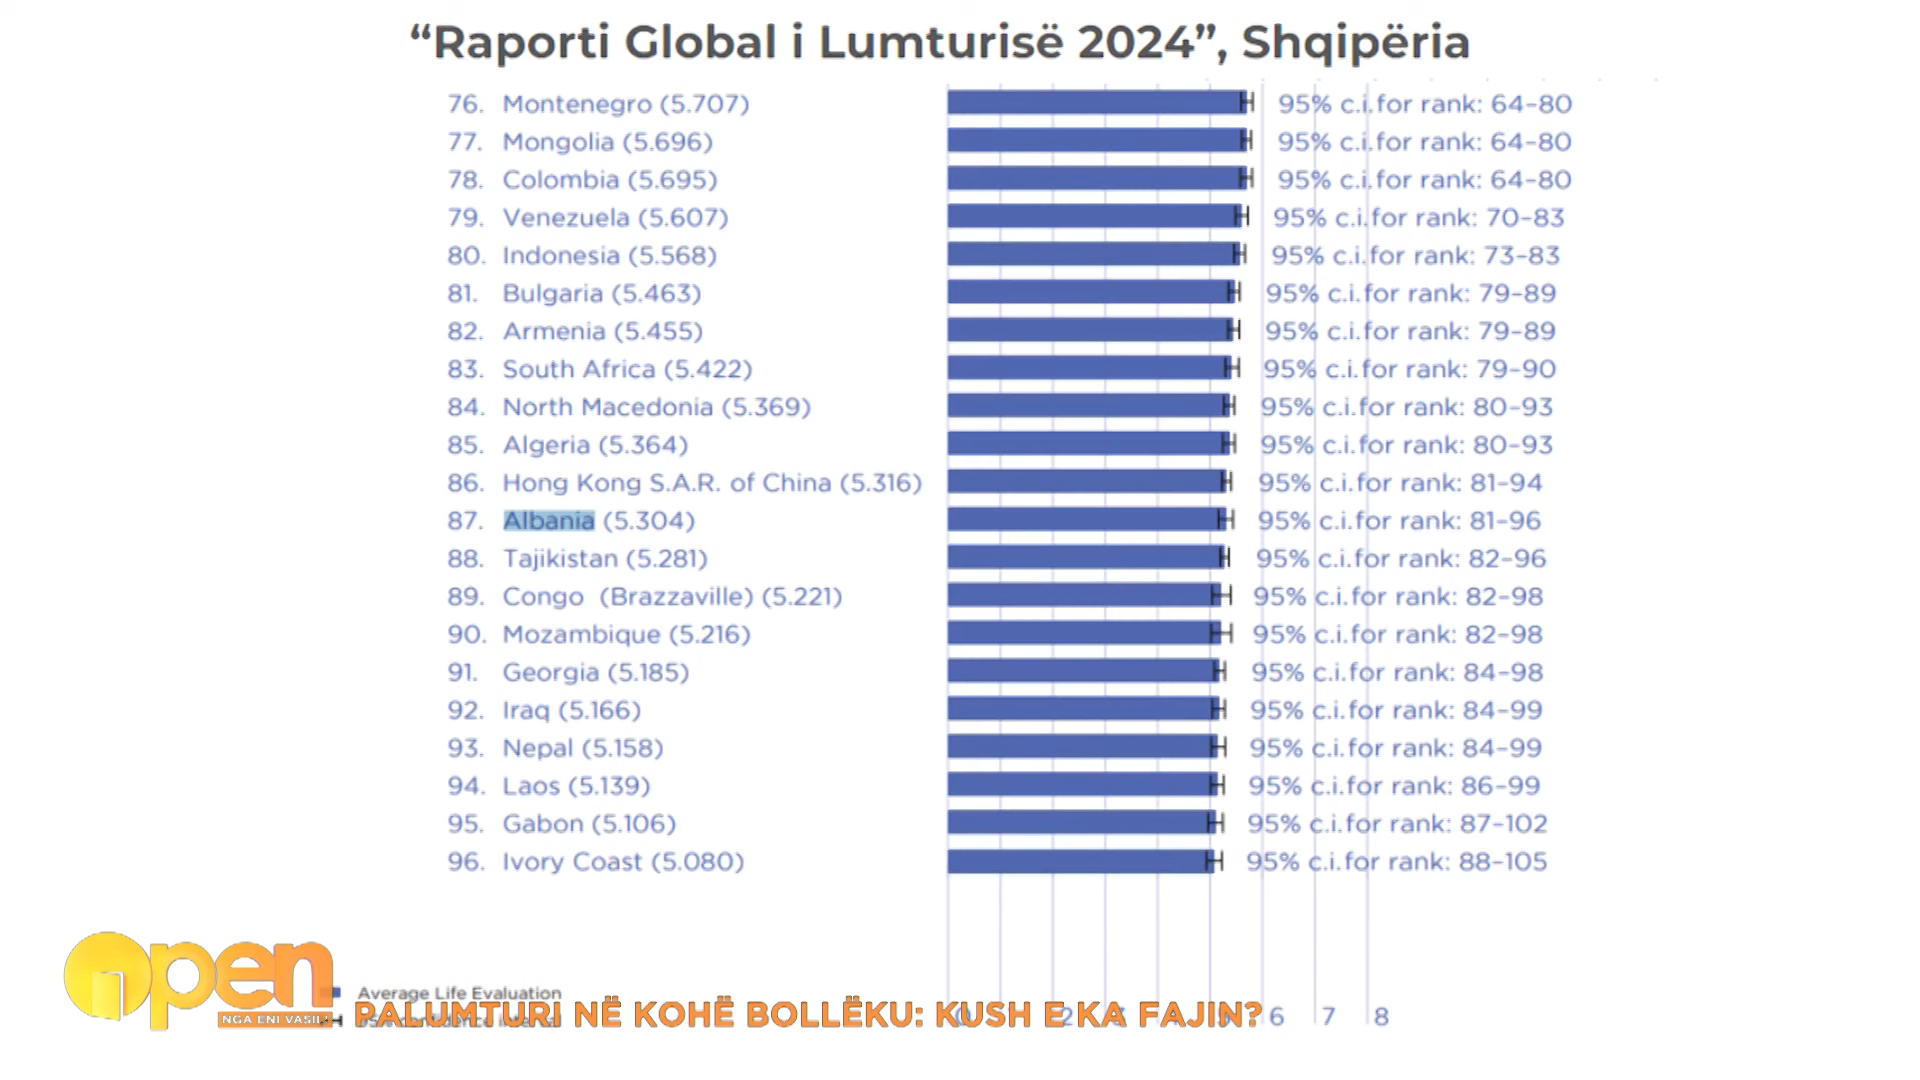 “Raporti Global i Lumturisë 2024”, Shqipëria
76. Montenegro (5.707) 95% c.i.for rank: 64-80
77. Mongolia (5.696) 95% c.i.for rank: 64-80
78. Colombia (5.695) 95% c.i.for rank: 64-80
79. Venezuela (5.607) 95% c.i.for rank: 70-83
80. Indonesia (5.568) 95% c.i.for rank: 73-83
81. Bulgaria (5.463) 95% c.i.for rank: 79-89
82. Armenia (5.455) 95% c.i.for rank: 79-89
83. South Africa (5.422) 95% c.i.for rank: 79-90
84. North Macedonia (5.369) 95% c.i.for rank: 80-93
85. Algeria (5.364) 95% c.i.for rank: 80-93
86. Hong Kong S.A.R. of China (5.316) 95% c.i.for rank: 81-94
87. Albania (5.304) 95% c.i.for rank: 81-96
88. Tajikistan (5.281) 95% c.i.for rank: 82-96
89. Congo (Brazzaville) (5.221) 95% c.i.for rank: 82-98
90. Mozambique (5.216) 95% c.i.for rank: 82-98
91. Georgia (5.185) 95% c.i.for rank: 84-98
92. Iraq (5.166) 95% c.i.for rank: 84-99
93. Nepal (5.158) 95% c.i.for rank: 84-99
94. Laos (5.139) 95% c.i.for rank: 86-99
95. Gabon (5.106) 95% c.i.for rank: 87-102
96. Ivory Coast (5.080) 95% c.i.for rank: 88-105
Open
NGA ENI VASILI
Average Life Evaluation
PALUMTURI NË KOHË BOLLËKU: KUSH E KA FAJIN?
6 7 8